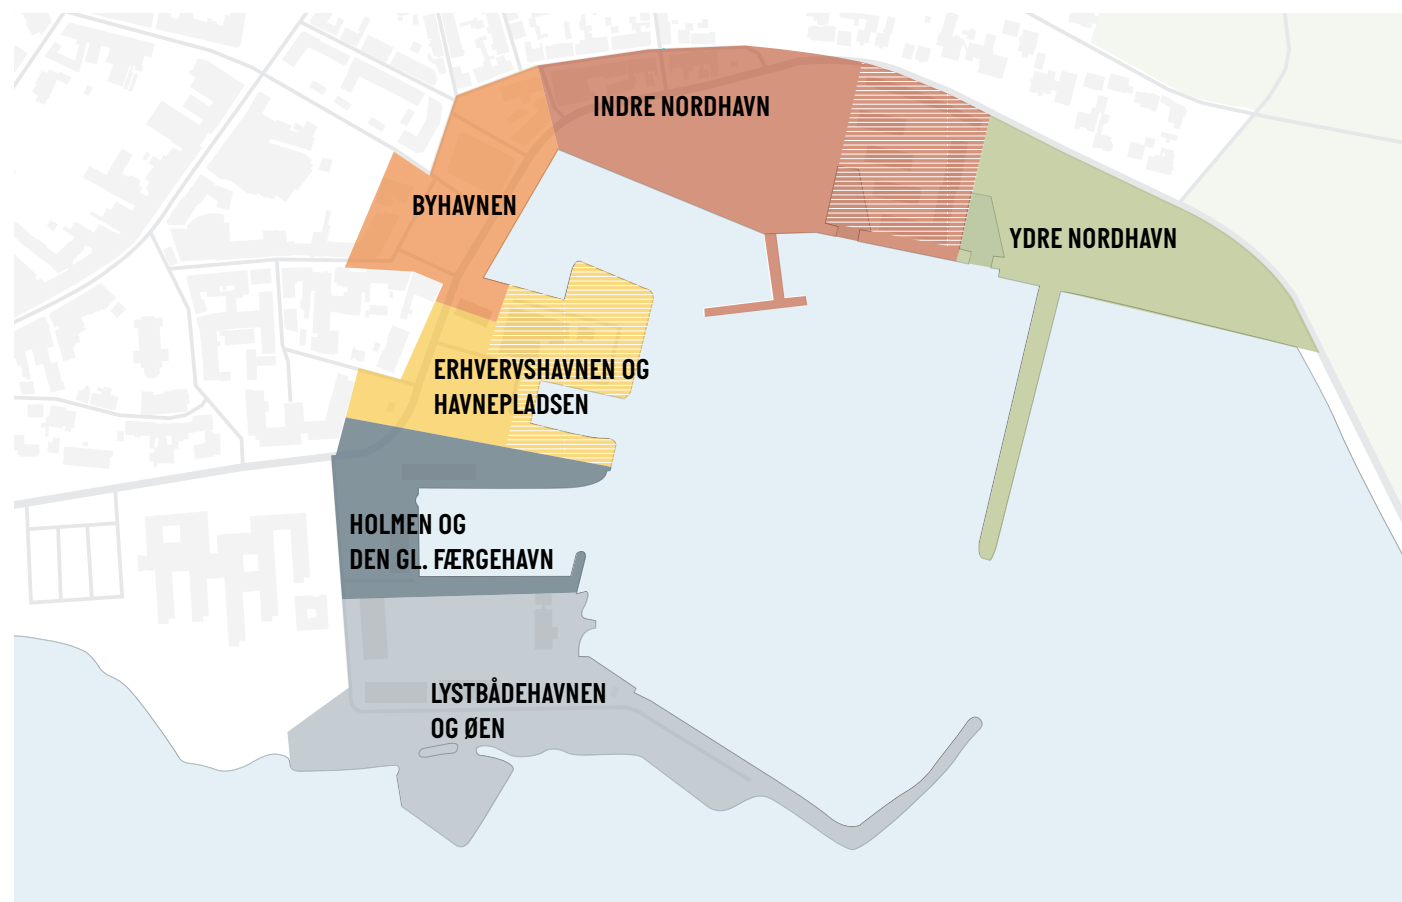 INDRE NORDHAVN
BYHAVNEN
YDRE NORDHAVN
ERHVERVSHAVNEN OG
HAVNEPLADSEN
HOLMEN OG
DEN GL. FÆRGEHAVN
LYSTBÅDEHAVNEN
OG ØEN